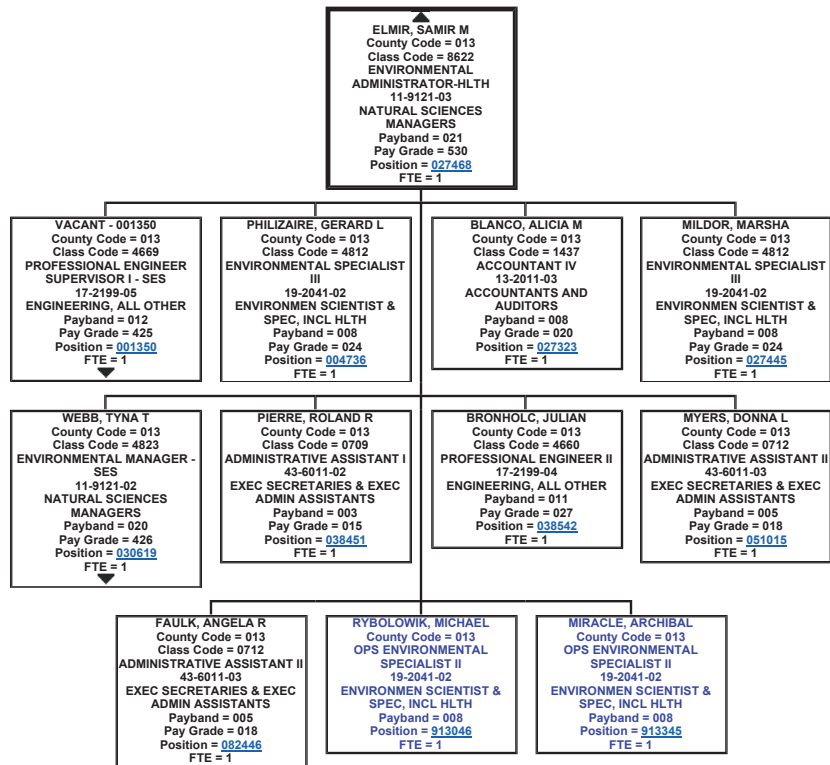 ELMIR, SAMIR M
County Code = 013
Class Code = 8622
ENVIRONMENTAL
ADMINISTRATOR-HLTH
11-9121-03
NATURAL SCIENCES
MANAGERS
Payband = 021
Pay Grade = 530
Position = 027468
FTE = 1
VACANT - 001350
County Code = 013
Class Code = 4669
PROFESSIONAL ENGINEER
SUPERVISOR I - SES
17-2199-05
ENGINEERING, ALL OTHER
Payband = 012
Pay Grade = 425
Position = 001350
FTE = 1
PHILIZAIRE, GERARD L
County Code = 013
Class Code = 4812
ENVIRONMENTAL SPECIALIST
III
19-2041-02
ENVIRONMEN SCIENTIST &
SPEC, INCL HLTH
Payband = 008
Pay Grade = 024
Position = 004736
FTE = 1
BLANCO, ALICIA M
County Code = 013
Class Code = 1437
ACCOUNTANT IV
13-2011-03
ACCOUNTANTS AND
AUDITORS
Payband = 008
Pay Grade = 020
Position = 027323
FTE = 1
MILDOR, MARSHA
County Code = 013
Class Code = 4812
ENVIRONMENTAL SPECIALIST
III
19-2041-02
ENVIRONMEN SCIENTIST &
SPEC, INCL HLTH
Payband = 008
Pay Grade = 024
Position = 027445
FTE = 1
WEBB, TYNA T
County Code = 013
Class Code = 4823
ENVIRONMENTAL MANAGER -
SES
11-9121-02
NATURAL SCIENCES
MANAGERS
Payband = 020
Pay Grade = 426
Position = 030619
FTE = 1
PIERRE, ROLAND R
County Code = 013
Class Code = 0709
ADMINISTRATIVE ASSISTANT I
43-6011-02
EXEC SECRETARIES & EXEC
ADMIN ASSISTANTS
Payband = 003
Pay Grade = 015
Position = 038451
FTE = 1
BRONHOLC, JULIAN
County Code = 013
Class Code = 4660
PROFESSIONAL ENGINEER II
17-2199-04
ENGINEERING, ALL OTHER
Payband = 011
Pay Grade = 027
Position = 038542
FTE = 1
MYERS, DONNA L
County Code = 013
Class Code = 0712
ADMINISTRATIVE ASSISTANT II
43-6011-03
EXEC SECRETARIES & EXEC
ADMIN ASSISTANTS
Payband = 005
Pay Grade = 018
Position = 051015
FTE = 1
FAULK, ANGELA R
County Code = 013
Class Code = 0712
ADMINISTRATIVE ASSISTANT II
43-6011-03
EXEC SECRETARIES & EXEC
ADMIN ASSISTANTS
Payband = 005
Pay Grade = 018
Position = 082446
FTE = 1
RYBOLOWIK, MICHAEL
County Code = 013
OPS ENVIRONMENTAL
SPECIALIST II
19-2041-02
ENVIRONMEN SCIENTIST &
SPEC, INCL HLTH
Payband = 008
Position = 913046
FTE = 1
MIRACLE, ARCHIBAL
County Code = 013
OPS ENVIRONMENTAL
SPECIALIST II
19-2041-02
ENVIRONMEN SCIENTIST &
SPEC, INCL HLTH
Payband = 008
Position = 913345
FTE = 1